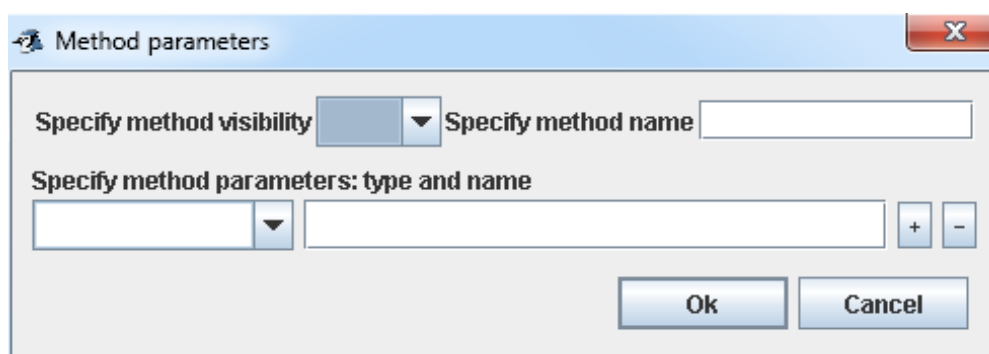 Method parameters
Specify method visibility Specify method name
Specify method parameters: type and name
+ -
Ok Cancel